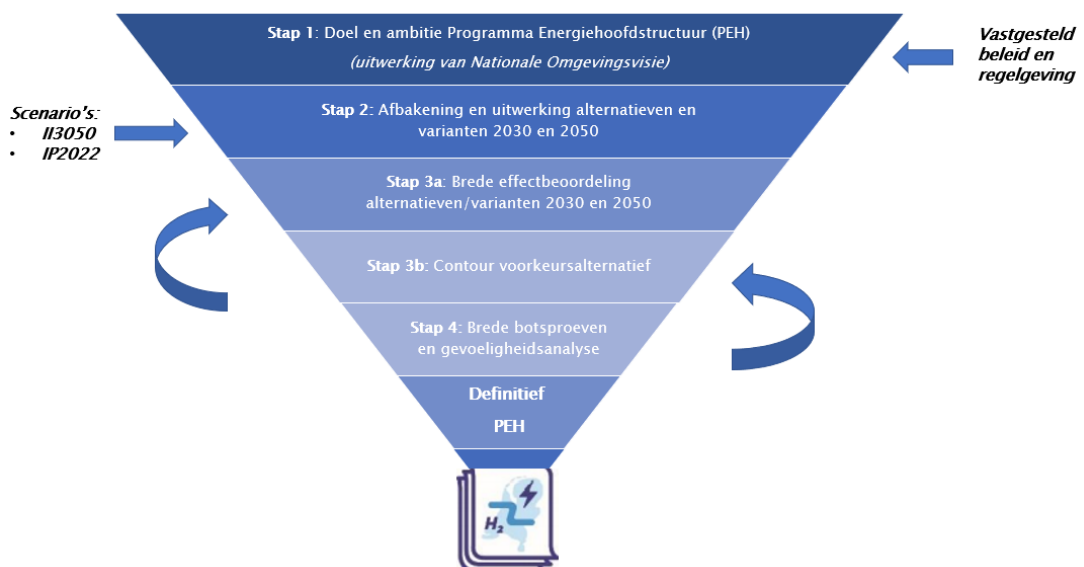 Stap 1: Doel en ambitie Programma Energiehoofdstructuur (PEH)
(uitwerking van Nationale Omgevingsvisie)
Vastgesteld
beleid en
regelgeving
Scenario's:
• II3050
• IP2022
Stap 2: Afbakening en uitwerking alternatieven en
varianten 2030 en 2050
Stap 3a: Brede effectbeoordeling
alternatieven/varianten 2030 en 2050
Stap 3b: Contour voorkeursalternatief
Stap 4: Brede botsproeven
en gevoeligheidsanalyse
Definitief
PEH
H₂